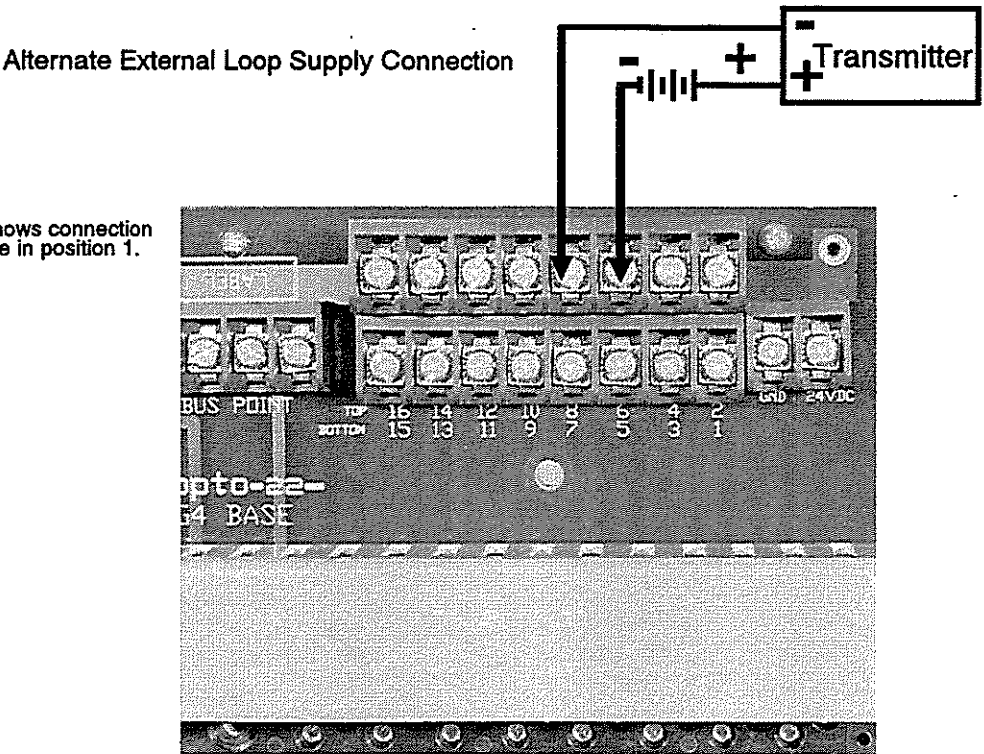 Alternate External Loop Supply Connection
- + - Transmitter
+
nows connection
e in position 1.
BUS POINT
TOP 16 14 12 10 8 6 4 2
BOTTOM 15 13 11 9 7 5 3 1
GND 24VDC
opto-22-
G4 BASE